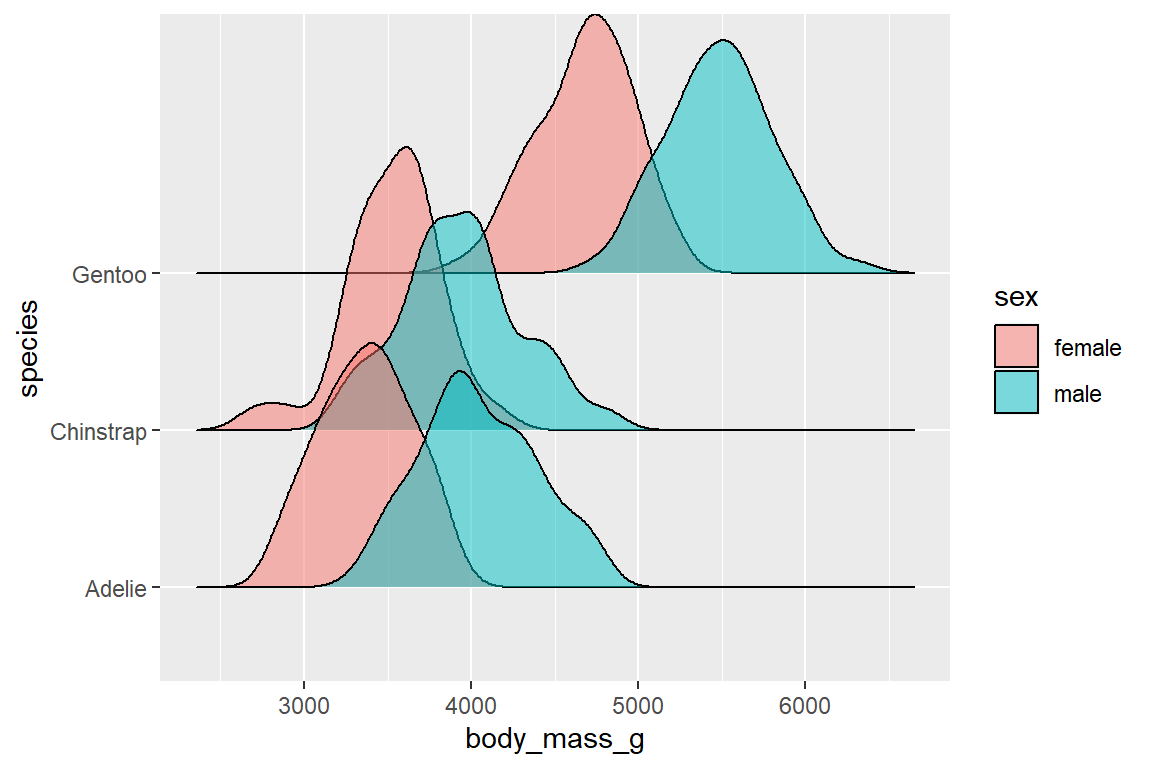 species
Gentoo
Chinstrap
Adelie
3000
4000
5000
6000
body_mass_g
sex
female
male